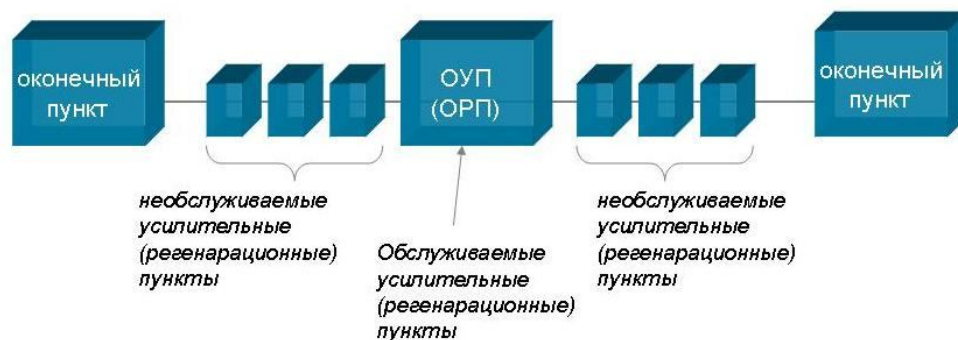 оконечный
пункт
ОУП
(ОРП)
оконечный
пункт
необслуживаемые
усилительные
(регенарационные)
пункты
Обслуживаемые
усилительные
(регенарационные)
пункты
необслуживаемые
усилительные
(регенарационные)
пункты